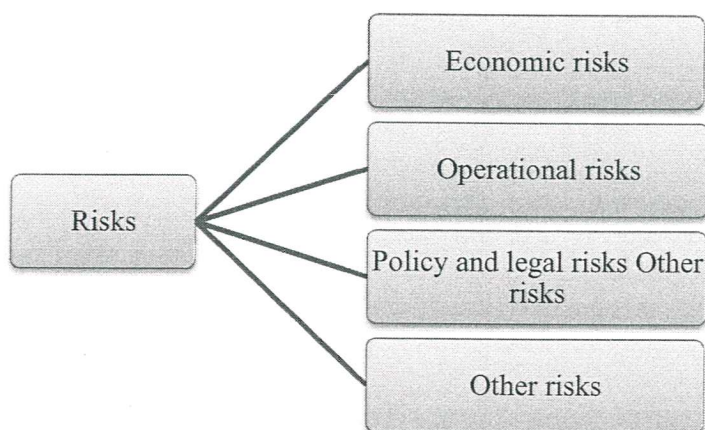 Economic risks
Operational risks
Risks
Policy and legal risks Other
risks
Other risks